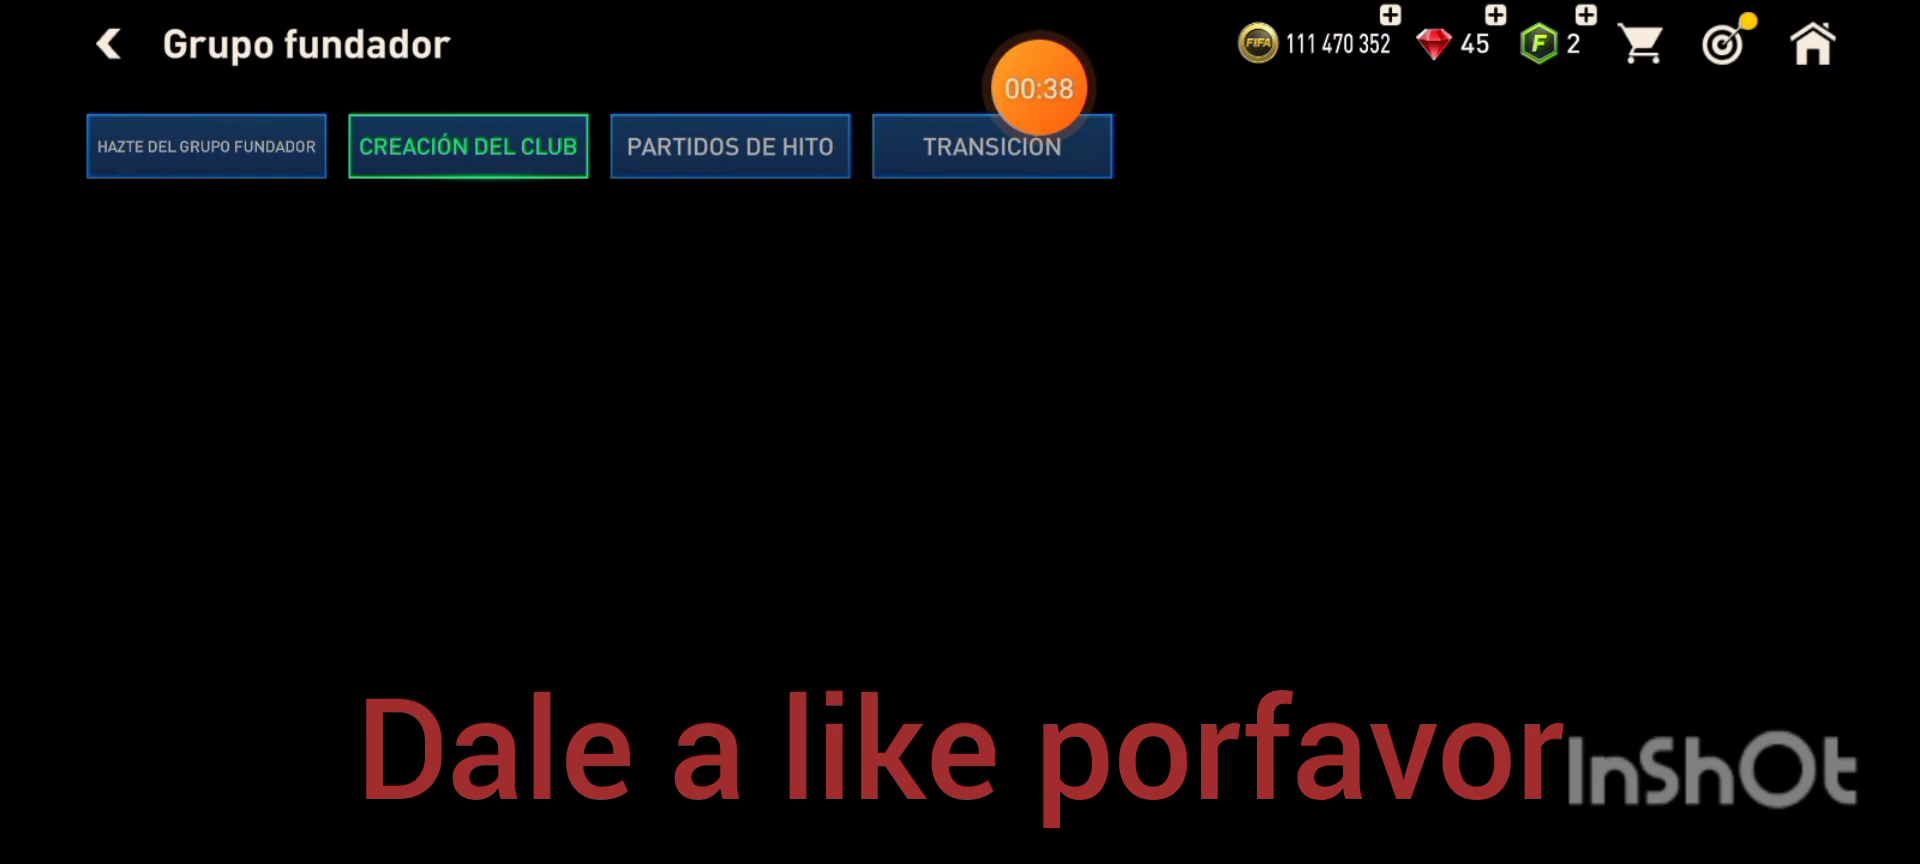 Grupo fundador
FIFA 111 470 352 45 F 2
00:38
HAZTE DEL GRUPO FUNDADOR CREACIÓN DEL CLUB PARTIDOS DE HITO TRANSICIÓN
Dale a like porfavor
InShOt